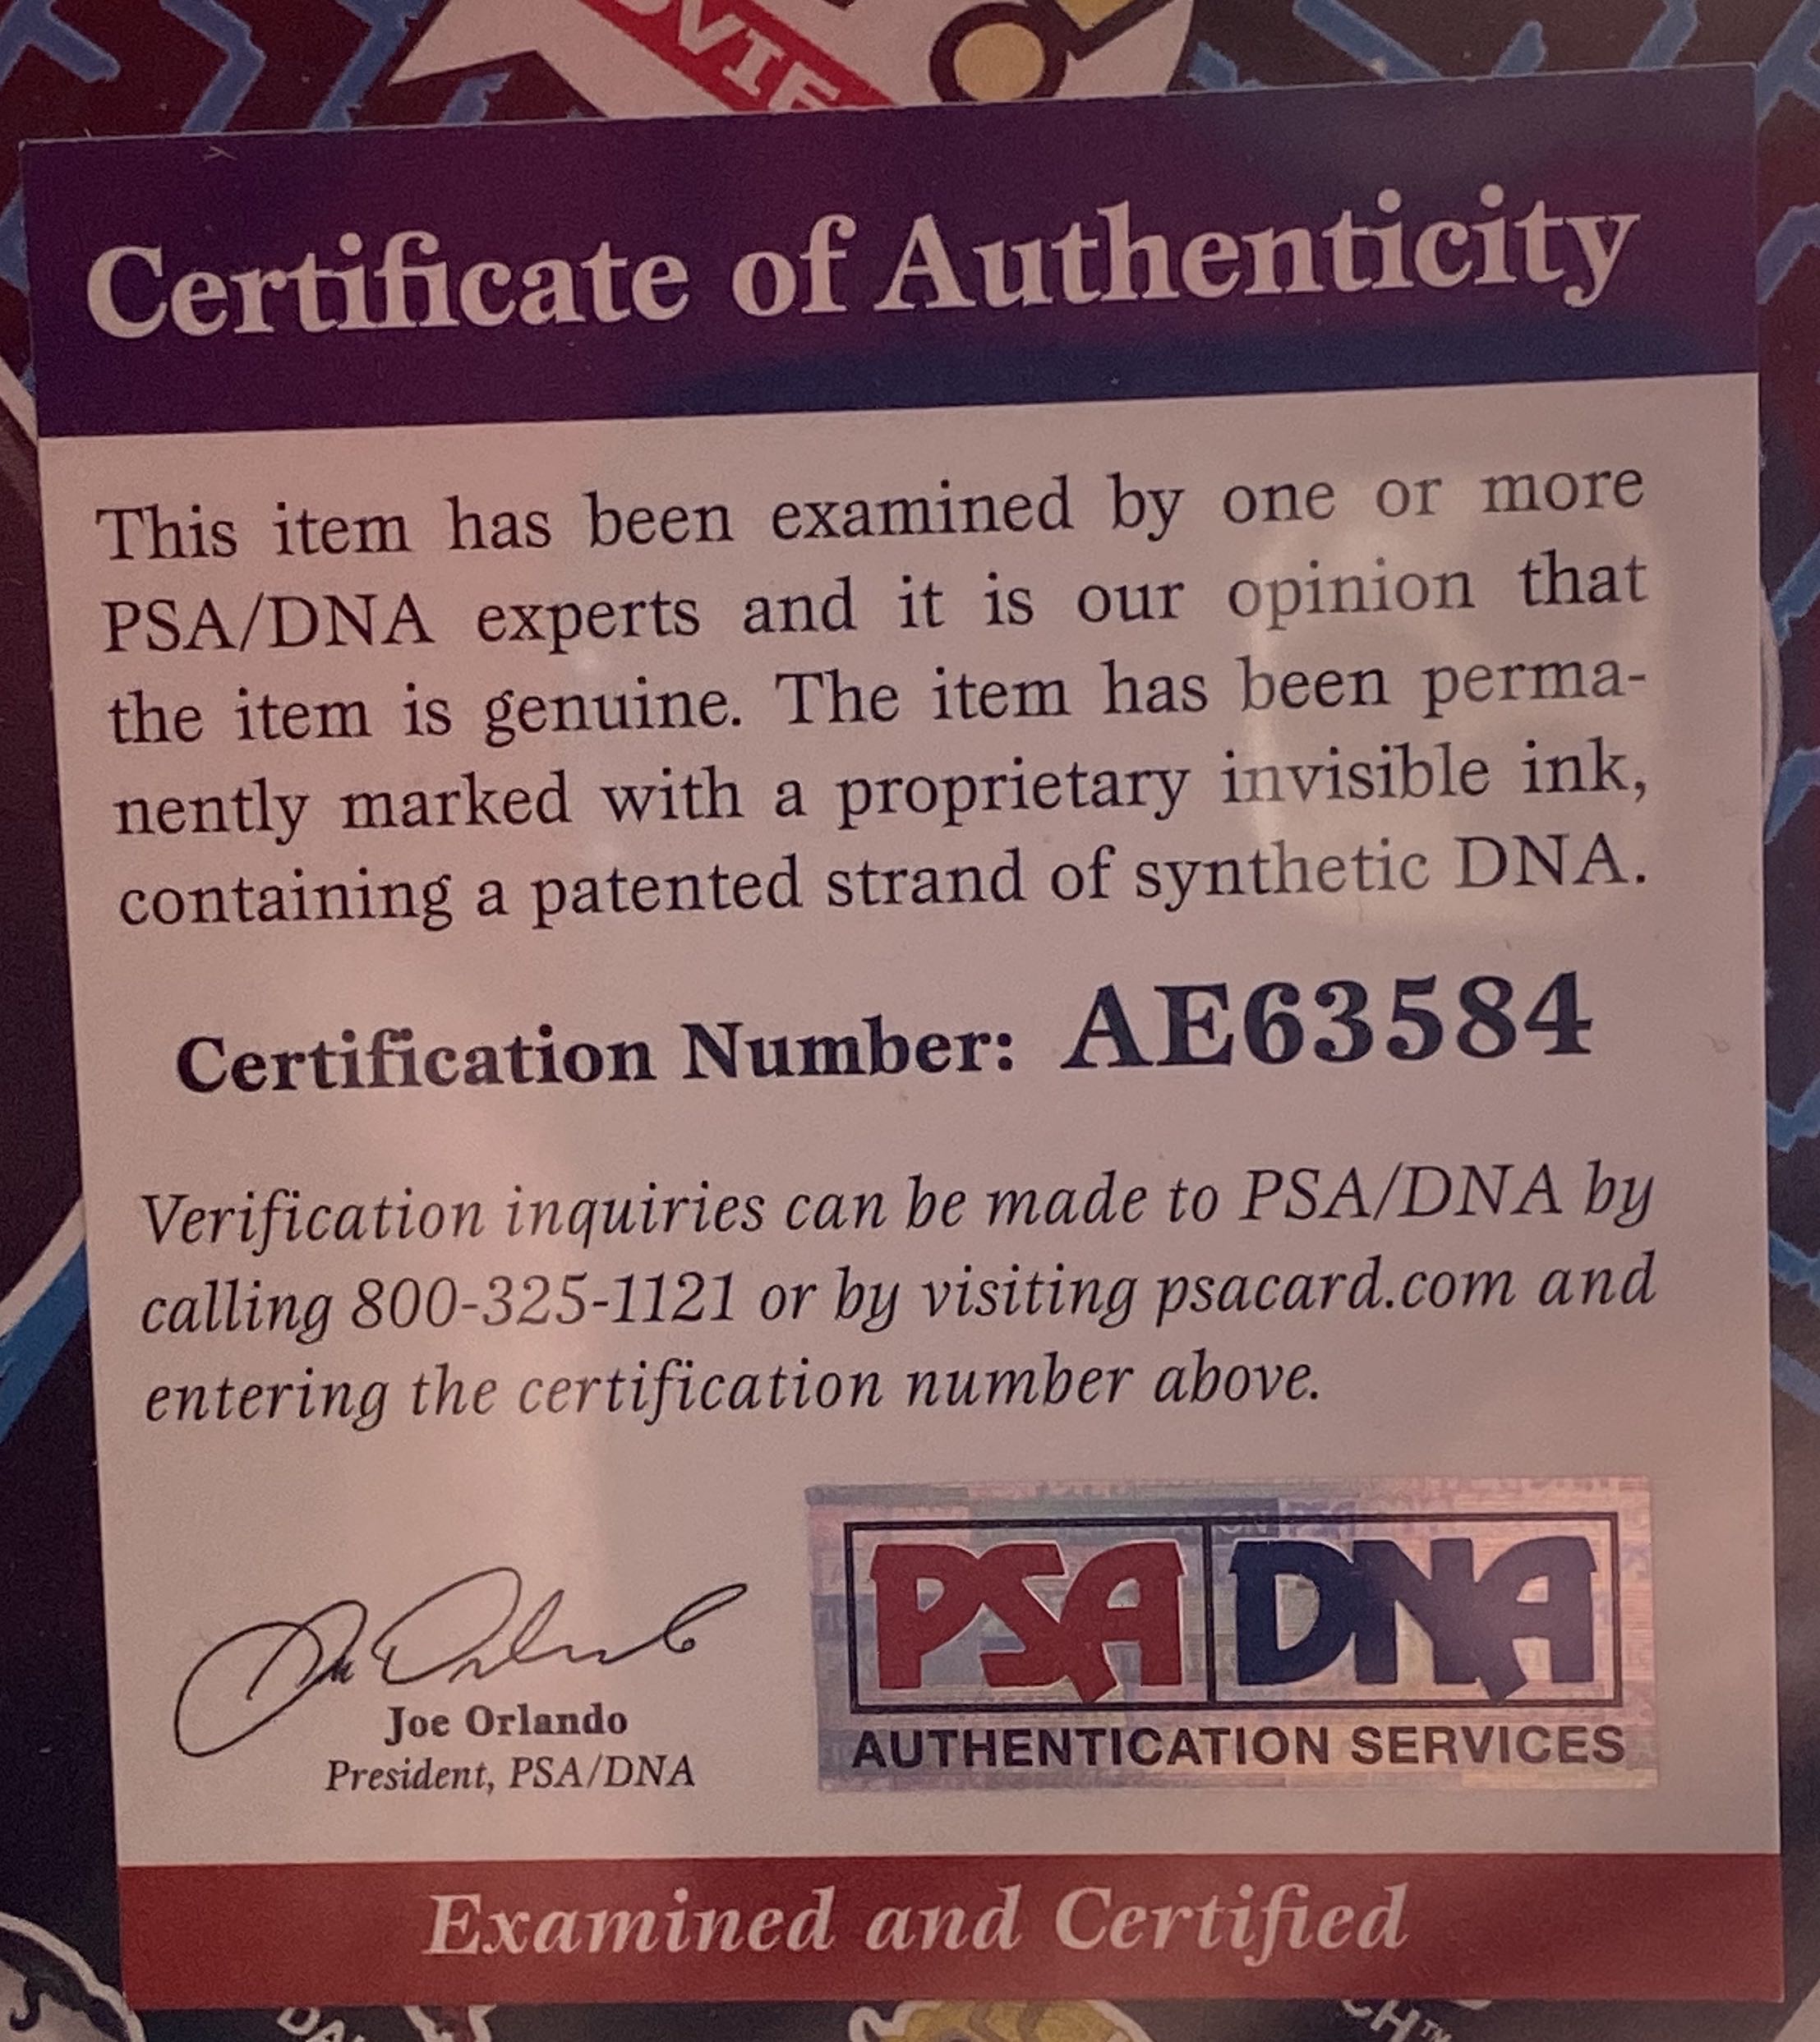 OVIE
Certificate of Authenticity
This item has been examined by one or more
PSA/DNA experts and it is our opinion that
the item is genuine. The item has been perma-
nently marked with a proprietary invisible ink,
containing a patented strand of synthetic DNA.
Certification Number: AE63584
Verification inquiries can be made to PSA/DNA by
calling 800-325-1121 or by visiting psacard.com and
entering the certification number above.
Joe Orlando
President, PSA/DNA
PSA DNA
AUTHENTICATION SERVICES
Examined and Certified